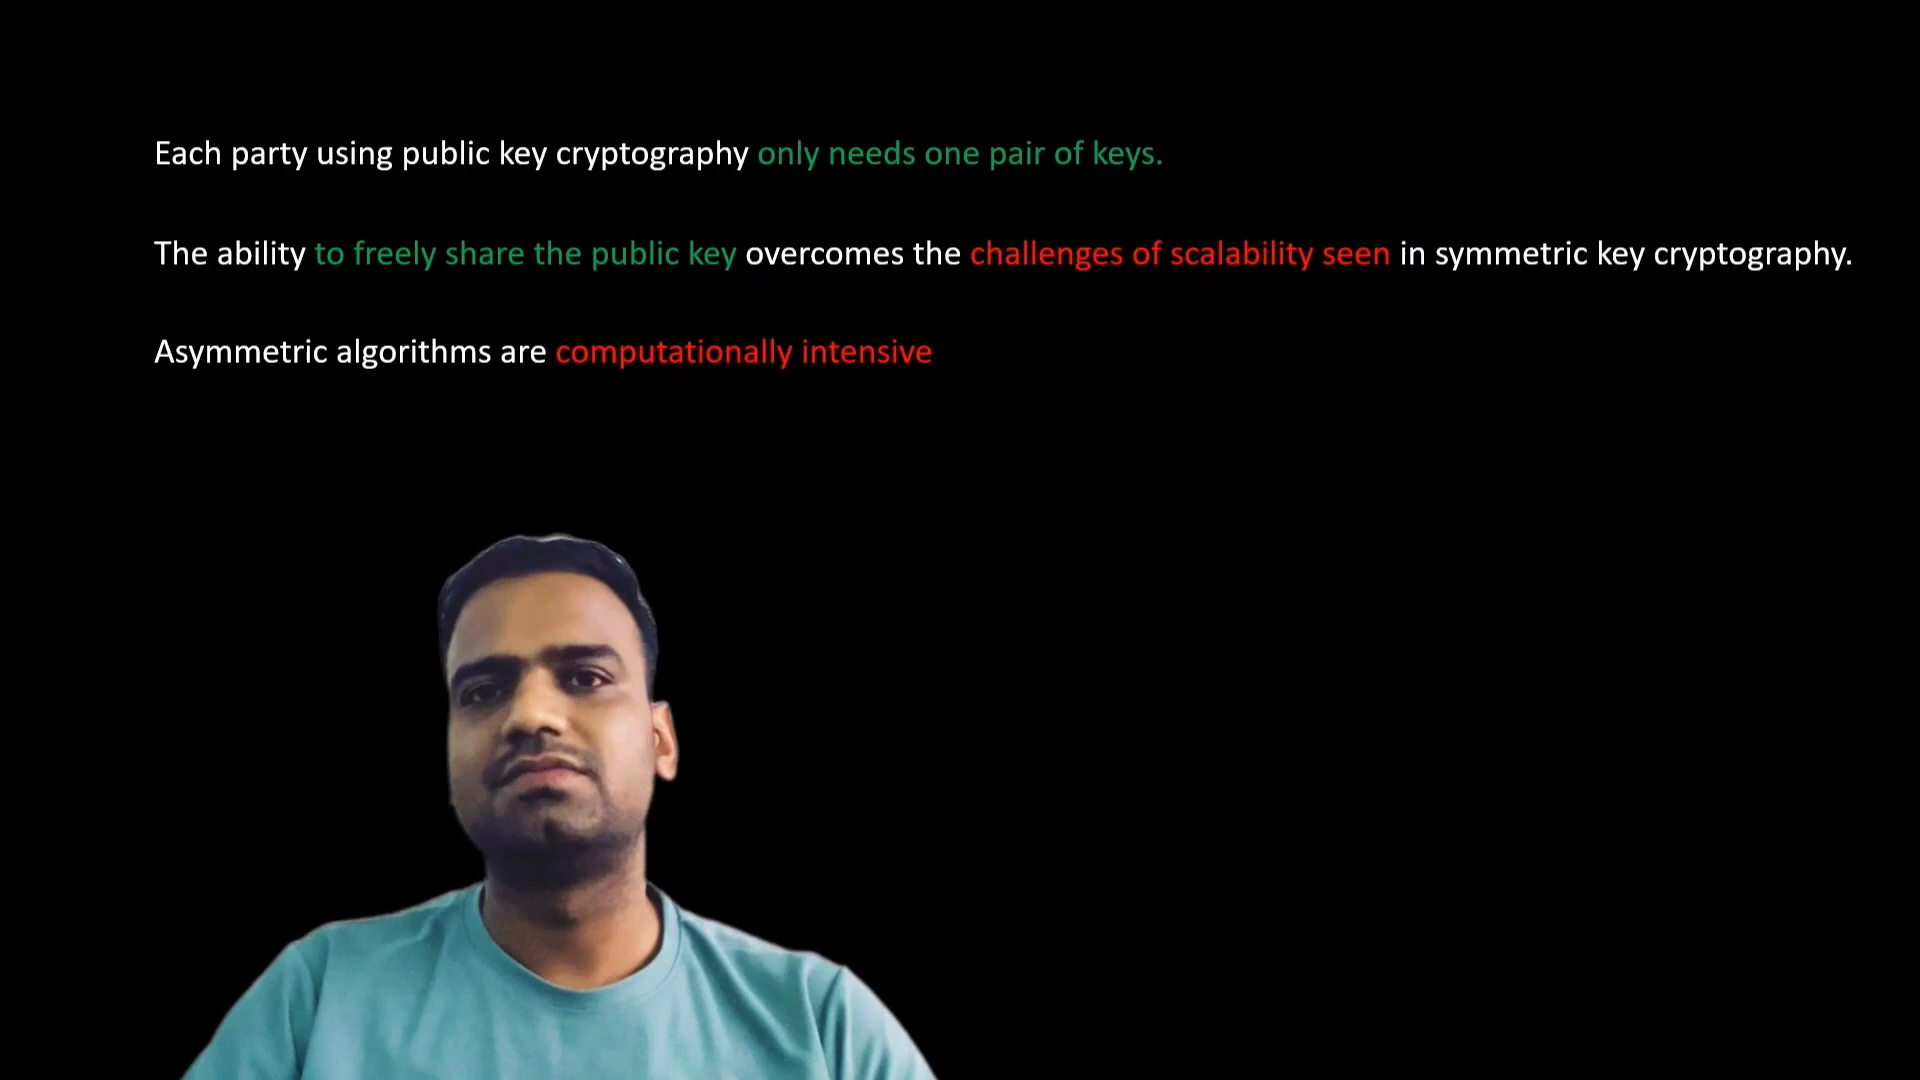 Each party using public key cryptography only needs one pair of keys.
The ability to freely share the public key overcomes the challenges of scalability seen in symmetric key cryptography.
Asymmetric algorithms are computationally intensive